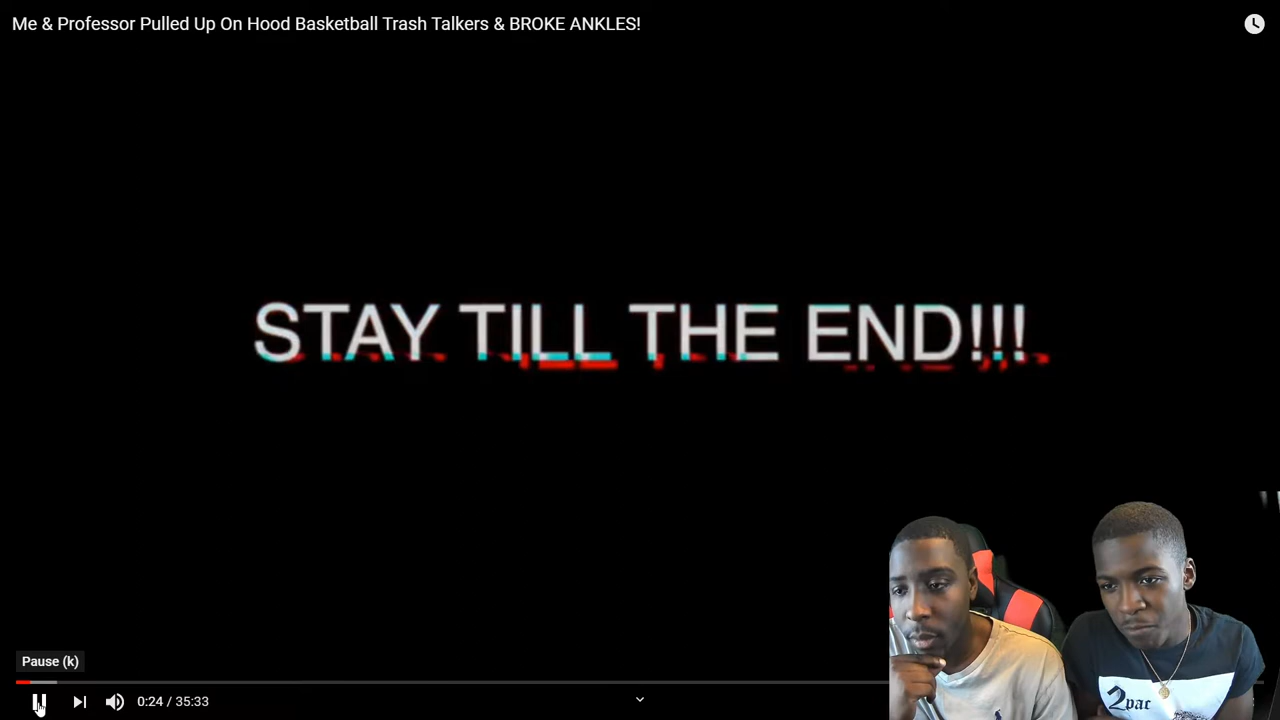 Me & Professor Pulled Up On Hood Basketball Trash Talkers & BROKE ANKLES!
STAY TILL THE END!!!
2pac
Pause (k)
0:24 / 35:33